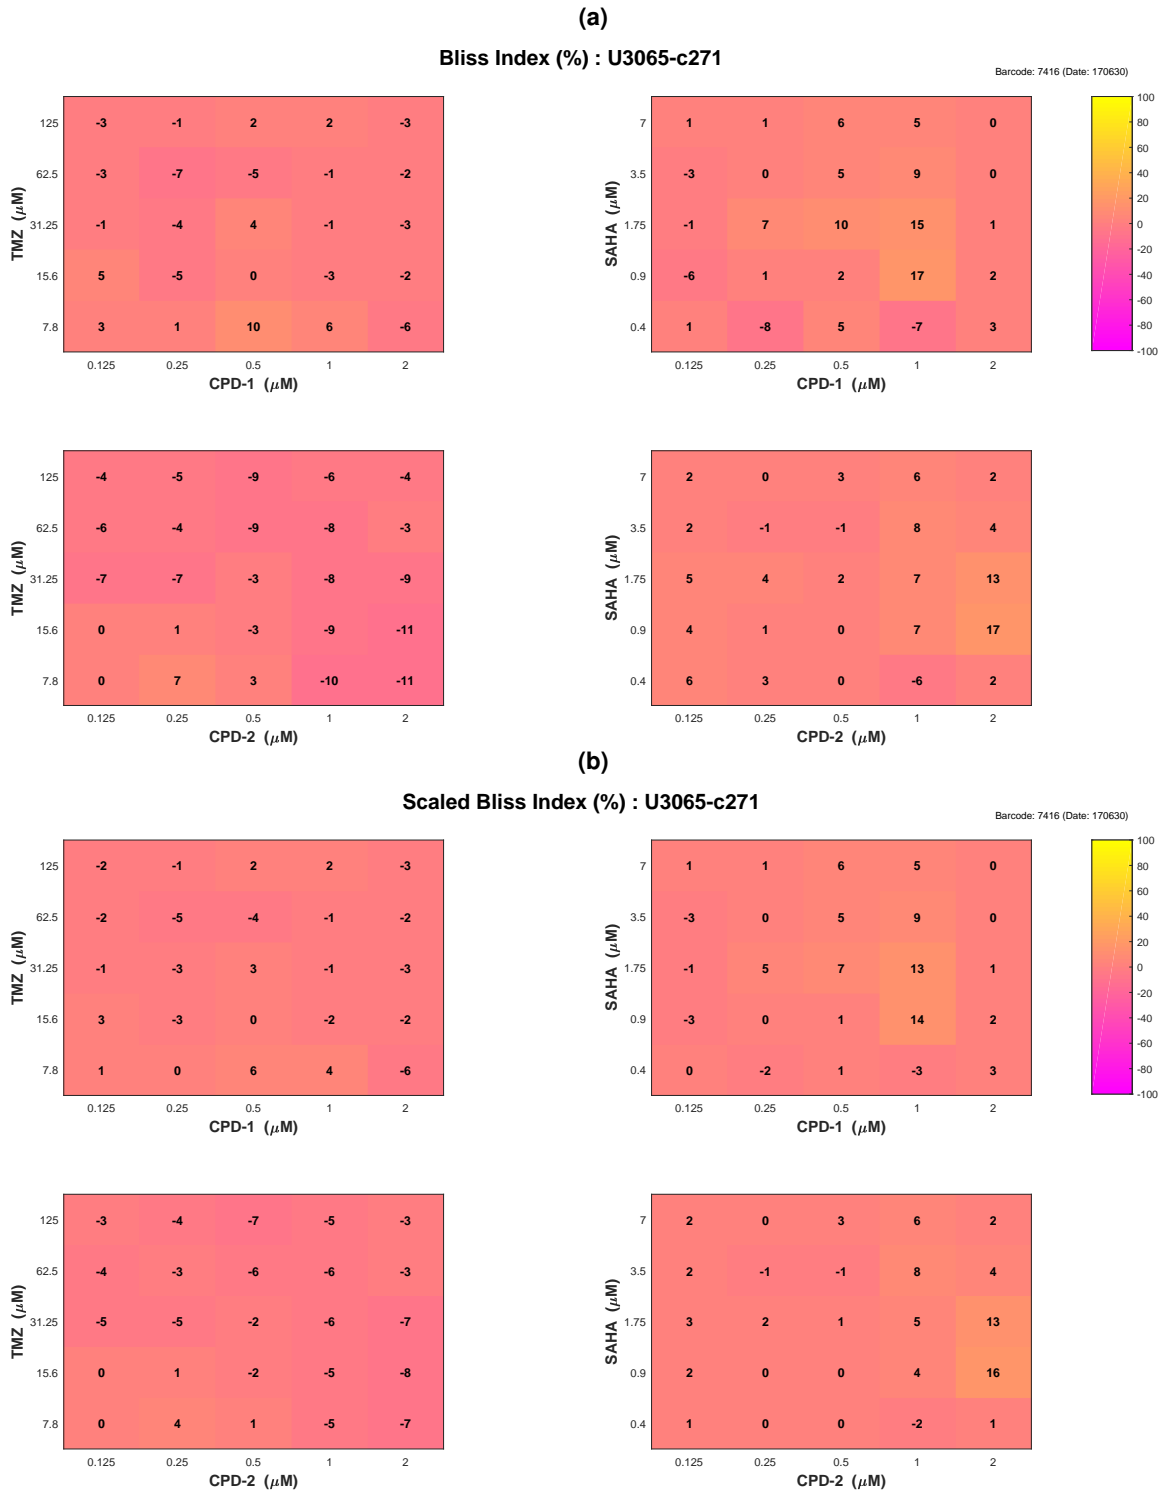 (a)
Bliss Index (%) : U3065-c271
Barcode: 7416 (Date: 170630)
TMZ (μM)
125 -3 -1 2 2 -3
62.5 -3 -7 -5 -1 -2
31.25 -1 -4 4 -1 -3
15.6 5 -5 0 -3 -2
7.8 3 1 10 6 -6
0.125 0.25 0.5 1 2
CPD-1 (μM)
SAHA (μM)
7 1 1 6 5 0
3.5 -3 0 5 9 0
1.75 -1 7 10 15 1
0.9 -6 1 2 17 2
0.4 1 -8 5 -7 3
0.125 0.25 0.5 1 2
CPD-1 (μM)
100
80
60
40
20
0
-20
-40
-60
-80
-100
TMZ (μM)
125 -4 -5 -9 -6 -4
62.5 -6 -4 -9 -8 -3
31.25 -7 -7 -3 -8 -9
15.6 0 1 -3 -9 -11
7.8 0 7 3 -10 -11
0.125 0.25 0.5 1 2
CPD-2 (μM)
SAHA (μM)
7 2 0 3 6 2
3.5 2 -1 -1 8 4
1.75 5 4 2 7 13
0.9 4 1 0 7 17
0.4 6 3 0 -6 2
0.125 0.25 0.5 1 2
CPD-2 (μM)
(b)
Scaled Bliss Index (%) : U3065-c271
Barcode: 7416 (Date: 170630)
TMZ (μM)
125 -2 -1 2 2 -3
62.5 -2 -5 -4 -1 -2
31.25 -1 -3 3 -1 -3
15.6 3 -3 0 -2 -2
7.8 1 0 6 4 -6
0.125 0.25 0.5 1 2
CPD-1 (μM)
SAHA (μM)
7 1 1 6 5 0
3.5 -3 0 5 9 0
1.75 -1 5 7 13 1
0.9 -3 0 1 14 2
0.4 0 -2 1 -3 3
0.125 0.25 0.5 1 2
CPD-1 (μM)
100
80
60
40
20
0
-20
-40
-60
-80
-100
TMZ (μM)
125 -3 -4 -7 -5 -3
62.5 -4 -3 -6 -6 -3
31.25 -5 -5 -2 -6 -7
15.6 0 1 -2 -5 -8
7.8 0 4 1 -5 -7
0.125 0.25 0.5 1 2
CPD-2 (μM)
SAHA (μM)
7 2 0 3 6 2
3.5 2 -1 -1 8 4
1.75 3 2 1 5 13
0.9 2 0 0 4 16
0.4 1 0 0 -2 1
0.125 0.25 0.5 1 2
CPD-2 (μM)